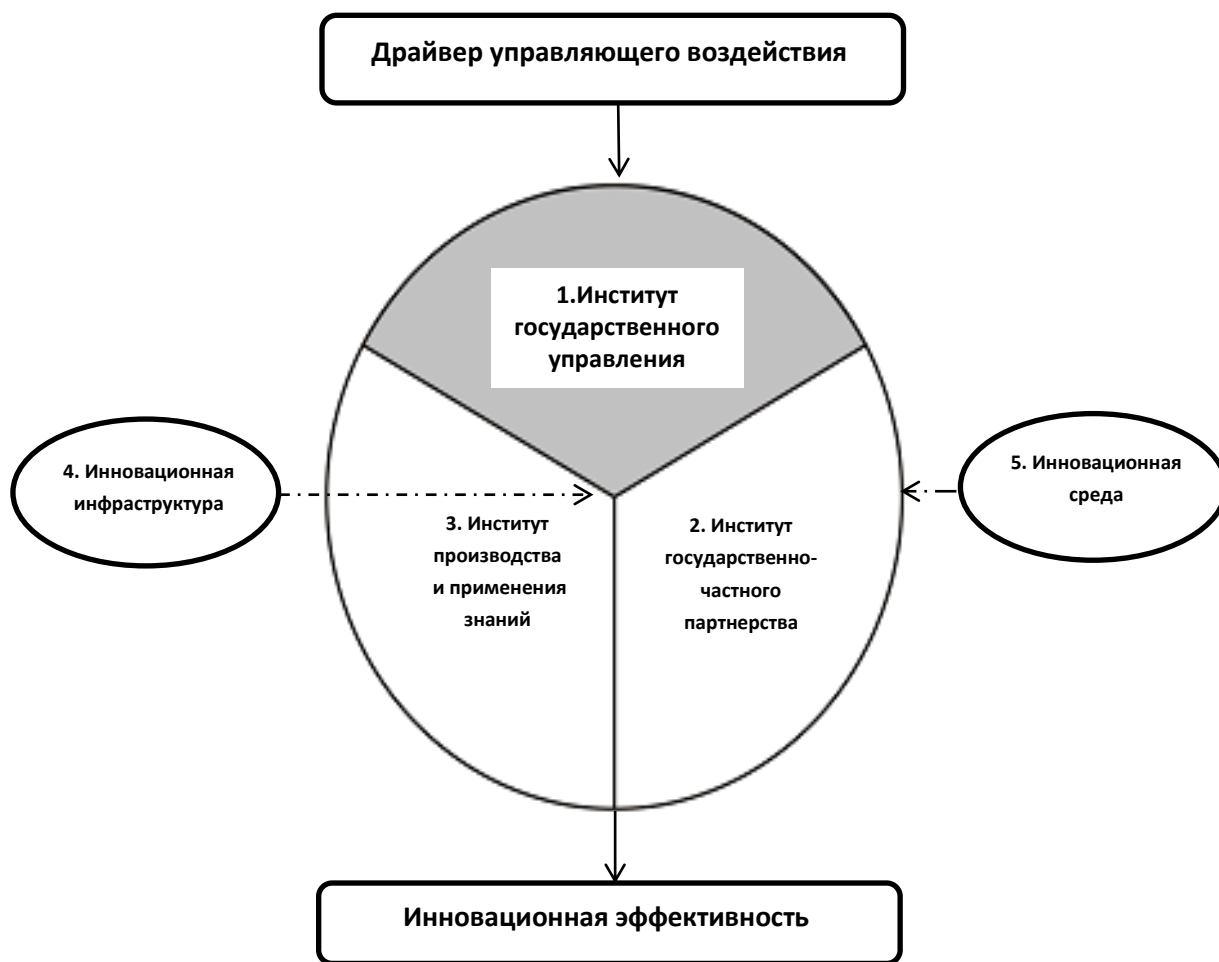 Драйвер управляющего воздействия
1.Институт
государственного
управления
4. Инновационная
инфраструктура
5. Инновационная
среда
3. Институт
производства
и применения
знаний
2. Институт
государственно-
частного
партнерства
Инновационная эффективность